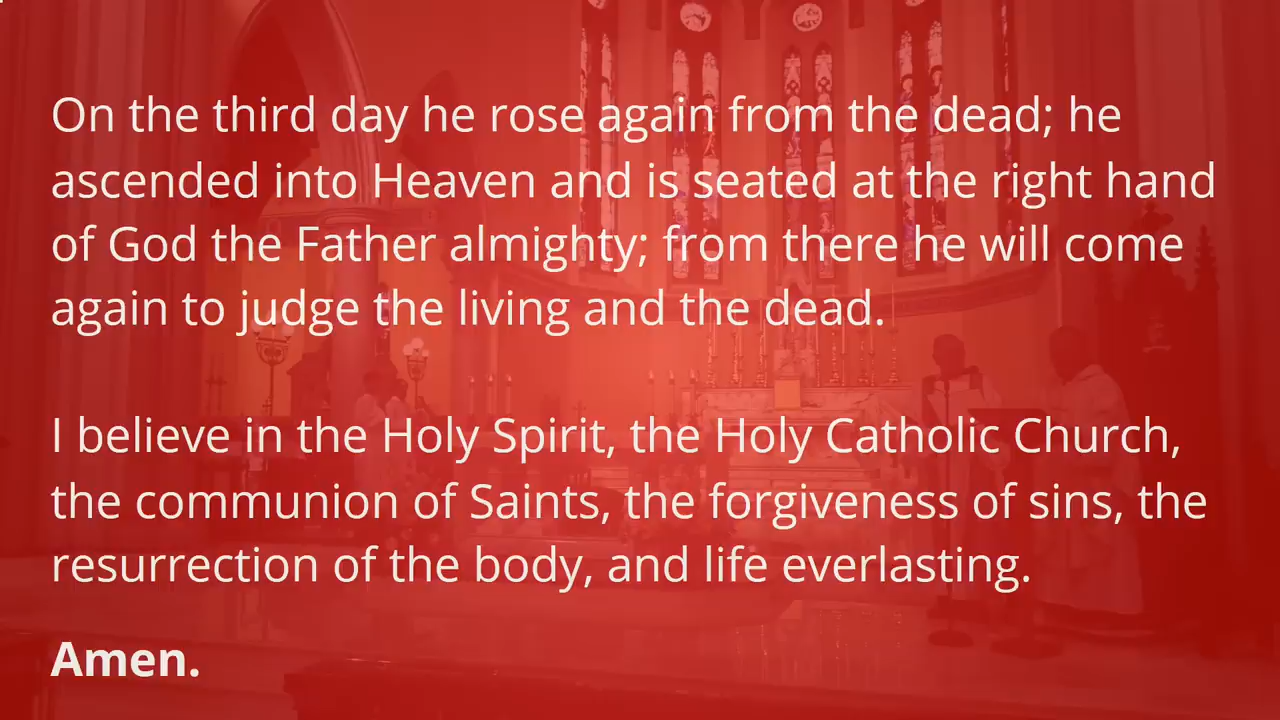 On the third day he rose again from the dead; he
ascended into Heaven and is seated at the right hand
of God the Father almighty; from there he will come
again to judge the living and the dead.
I believe in the Holy Spirit, the Holy Catholic Church,
the communion of Saints, the forgiveness of sins, the
resurrection of the body, and life everlasting.
Amen.